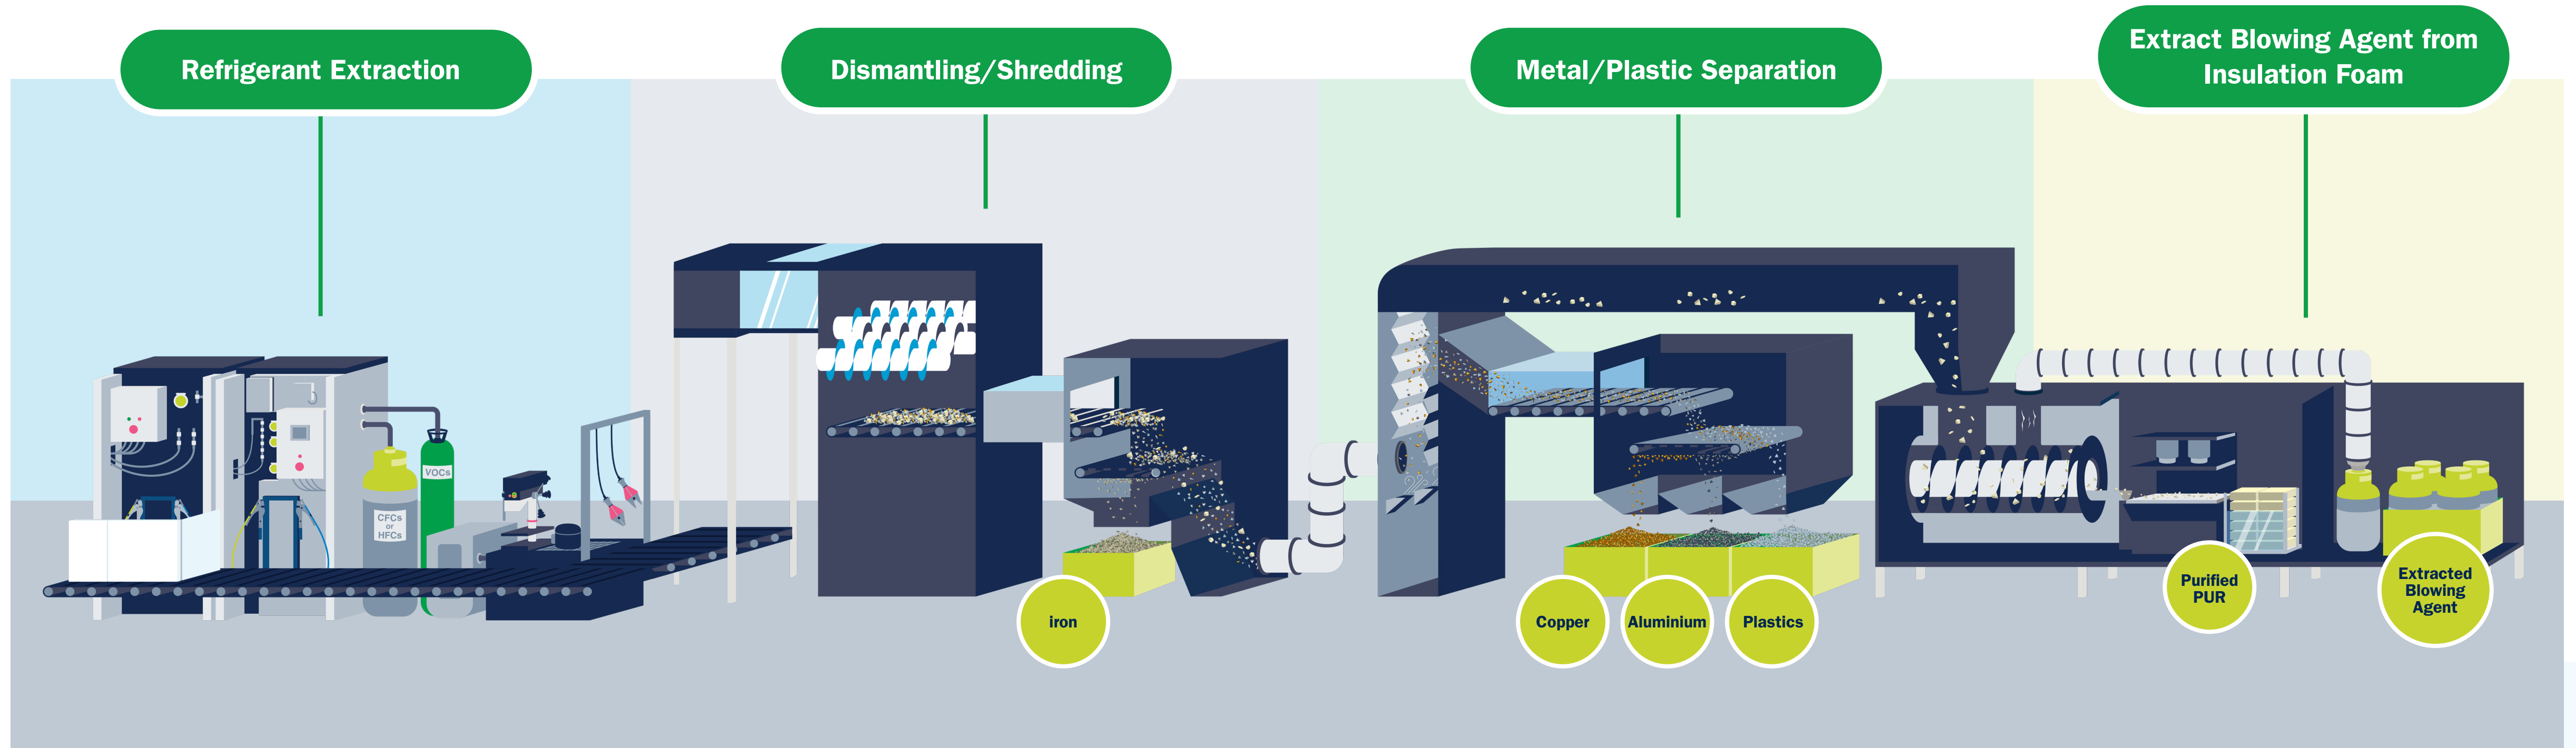 Refrigerant Extraction
Dismantling/Shredding
Metal/Plastic Separation
Extract Blowing Agent from
Insulation Foam
VOCs
CFCs
or
HFCs
iron
Copper
Aluminium
Plastics
Purified
PUR
Extracted
Blowing
Agent